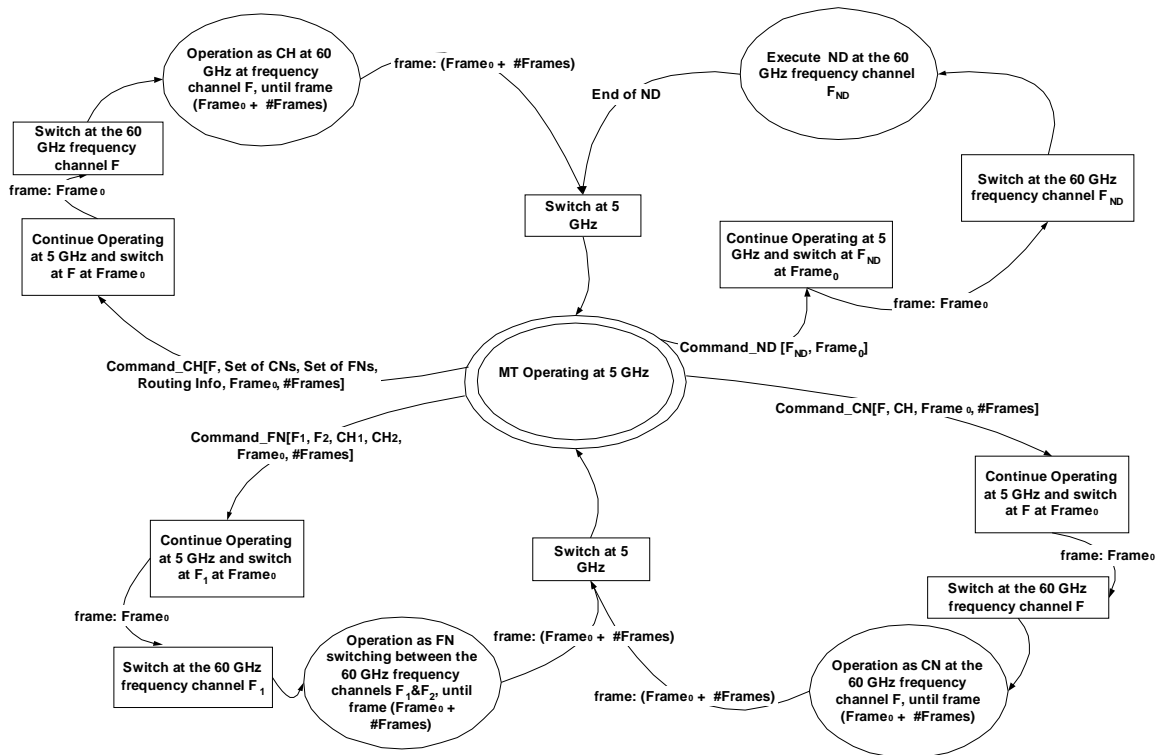 Operation as CH at 60
GHz at frequency
channel F, until frame
(Frame₀ + #Frames)
frame: (Frame₀ + #Frames)
Execute ND at the 60
GHz frequency channel
F_ND
End of ND
Switch at the 60
GHz frequency
channel F
frame: Frame₀
Continue Operating
at 5 GHz and switch
at F at Frame₀
Switch at 5
GHz
Switch at the 60 GHz
frequency channel F_ND
Continue Operating at 5
GHz and switch at F_ND
at Frame₀
frame: Frame₀
Command_ND [F_ND, Frame₀]
Command_CH[F, Set of CNs, Set of FNs,
Routing Info, Frame₀, #Frames]
MT Operating at 5 GHz
Command_CN[F, CH, Frame₀, #Frames]
Command_FN[F₁, F₂, CH₁, CH₂,
Frame₀, #Frames]
Continue Operating
at 5 GHz and switch
at F at Frame₀
Continue Operating
at 5 GHz and switch
at F₁ at Frame₀
Switch at 5
GHz
frame: Frame₀
Switch at the 60 GHz
frequency channel F
frame: Frame₀
Switch at the 60 GHz
frequency channel F₁
Operation as FN
switching between the
60 GHz frequency
channels F₁&F₂, until
frame (Frame₀ +
#Frames)
frame: (Frame₀ + #Frames)
frame: (Frame₀ + #Frames)
Operation as CN at the
60 GHz frequency
channel F, until frame
(Frame₀ + #Frames)